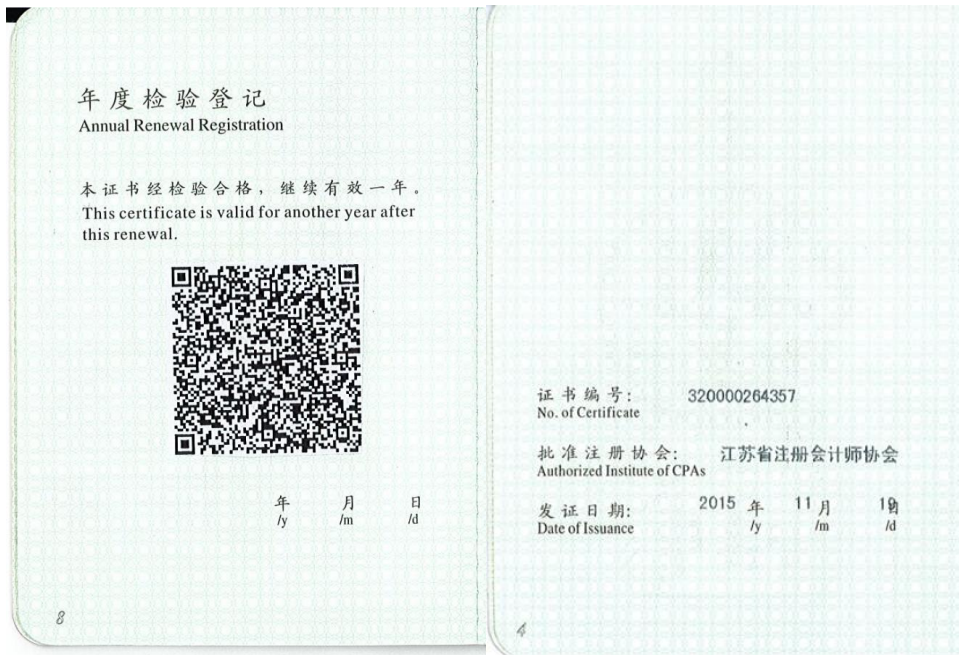 年度检验登记
Annual Renewal Registration
本证书经检验合格，继续有效一年。
This certificate is valid for another year after
this renewal.
年 月 日
/y /m /d
8
证书编号： 320000264357
No. of Certificate
批准注册协会： 江苏省注册会计师协会
Authorized Institute of CPAs
发证日期： 2015 年 11 月 日
Date of Issuance /y /m /d
4